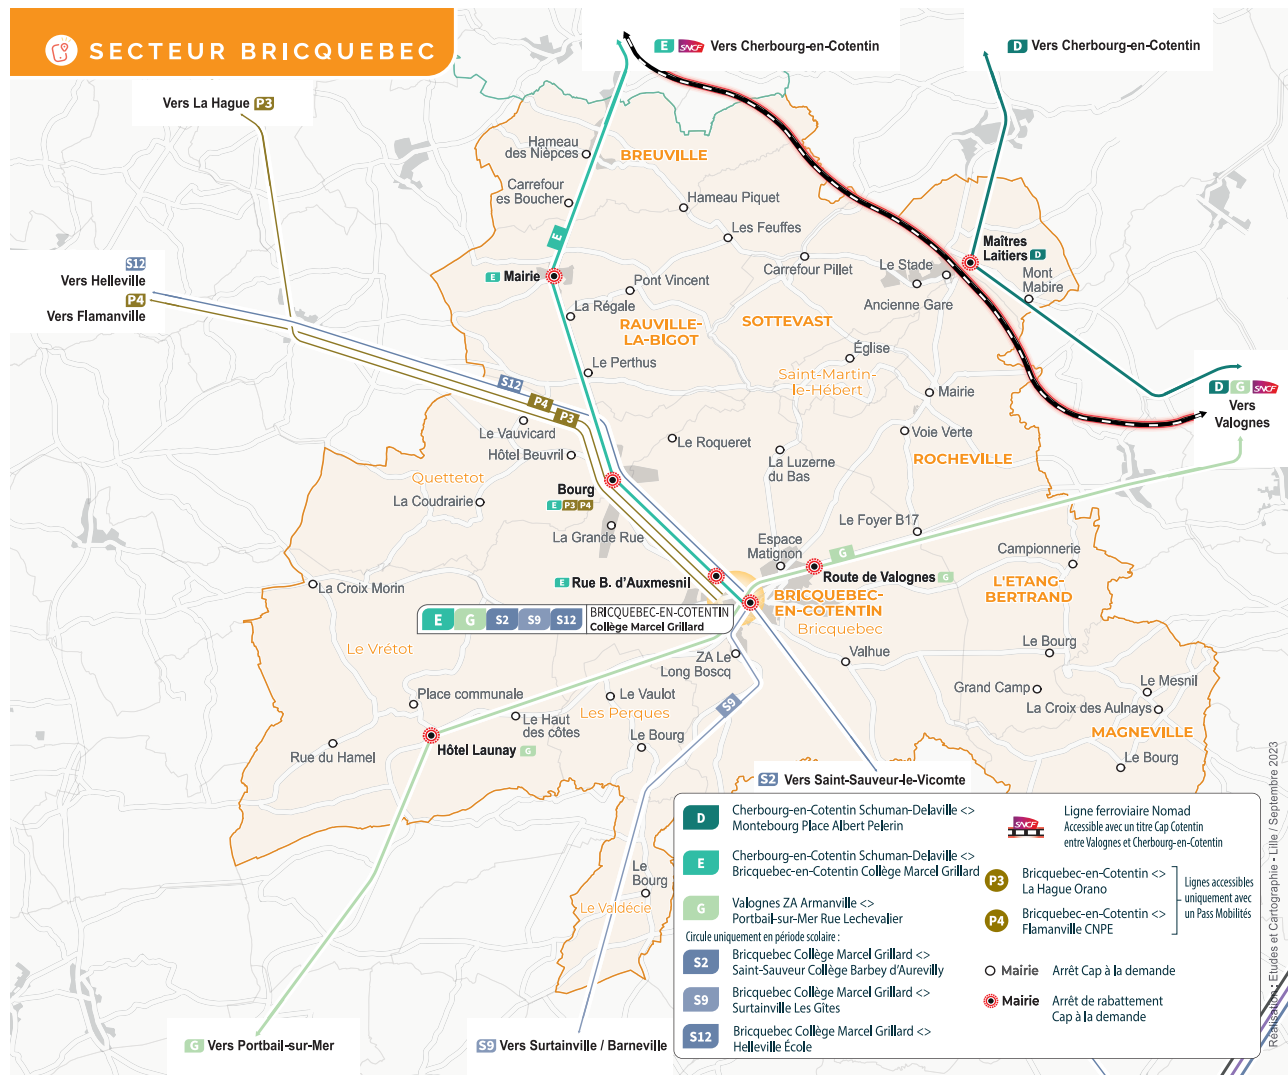 SECTEUR BRICQUEBEC
E SNCF Vers Cherbourg-en-Cotentin
D Vers Cherbourg-en-Cotentin
Vers La Hague P3
Hameau
des Nièpces
BREUVILLE
Carrefour
es Boucher
Hameau Piquet
Les Feuffes
E
Carrefour Pillet
Le Stade
Maîtres
Laitiers D
Mont
Mabire
Ancienne Gare
S12
Vers Helleville
P4
Vers Flamanville
E Mairie
Pont Vincent
La Régale
RAUVILLE-
LA-BIGOT
SOTTEVAST
Le Perthus
Église
Saint-Martin-
le-Hébert
Mairie
D G SNCF
Vers
Valognes
S12
P4
P3
Le Vauvicard
Hôtel Beuvril
Le Roqueret
Voie Verte
La Luzerne
du Bas
ROCHEVILLE
Quettetot
La Coudrairie
Bourg
E P3 P4
La Grande Rue
Le Foyer B17
Espace
Matignon
G
Campionnerie
La Croix Morin
E Rue B. d'Auxmesnil
Route de Valognes G
L'ETANG-
BERTRAND
BRICQUEBEC-
EN-COTENTIN
Bricquebec
E G S2 S9 S12
BRICQUEBEC-EN-COTENTIN
Collège Marcel Grillard
Le Vrétot
ZA Le
Long Boscq
Valhue
Le Bourg
Place communale
Le Vaulot
S9
Grand Camp
Le Mesnil
La Croix des Aulnays
Les Perques
Le Haut
des côtes
Rue du Hamel
Hôtel Launay G
Le Bourg
MAGNEVILLE
Le Bourg
S2 Vers Saint-Sauveur-le-Vicomte
Le
Bourg
Le Valdécie
G Vers Portbail-sur-Mer
S9 Vers Surtainville / Barneville
D
Cherbourg-en-Cotentin Schuman-Delaville <>
Montebourg Place Albert Pelerin
E
Cherbourg-en-Cotentin Schuman-Delaville <>
Bricquebec-en-Cotentin Collège Marcel Grillard
G
Valognes ZA Armanville <>
Portbail-sur-Mer Rue Lechevalier
Circule uniquement en période scolaire :
S2
Bricquebec Collège Marcel Grillard <>
Saint-Sauveur Collège Barbey d'Aurevilly
S9
Bricquebec Collège Marcel Grillard <>
Surtainville Les Gîtes
S12
Bricquebec Collège Marcel Grillard <>
Helleville École
SNCF
Ligne ferroviaire Nomad
Accessible avec un titre Cap Cotentin
entre Valognes et Cherbourg-en-Cotentin
P3
Bricquebec-en-Cotentin <>
La Hague Orano
P4
Bricquebec-en-Cotentin <>
Flamanville CNPE
Lignes accessibles
uniquement avec
un Pass Mobilités
Mairie Arrêt Cap à la demande
Mairie Arrêt de rabattement
Cap à la demande
Réalisation : Etudes et Cartographie - Lille / Septembre 2023